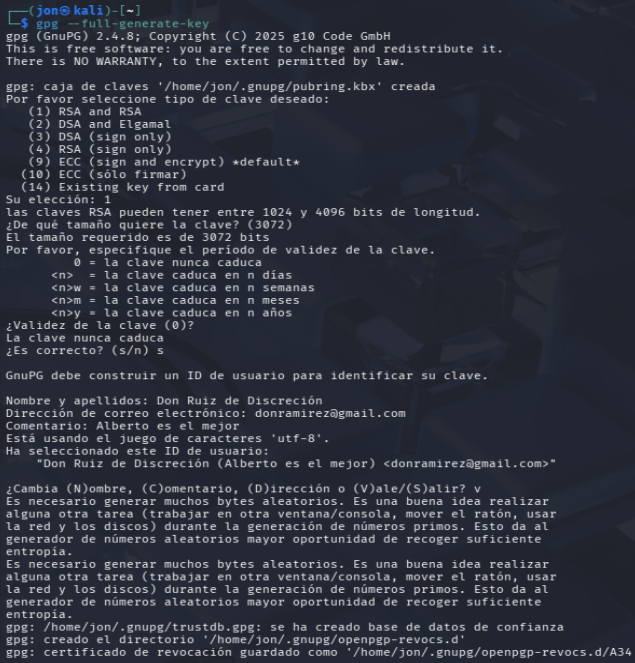 ┌──(jon㉿kali)-[~]
└─$ gpg --full-generate-key
gpg (GnuPG) 2.4.8; Copyright (C) 2025 g10 Code GmbH
This is free software: you are free to change and redistribute it.
There is NO WARRANTY, to the extent permitted by law.

gpg: caja de claves '/home/jon/.gnupg/pubring.kbx' creada
Por favor seleccione tipo de clave deseado:
   (1) RSA and RSA
   (2) DSA and Elgamal
   (3) DSA (sign only)
   (4) RSA (sign only)
   (9) ECC (sign and encrypt) *default*
  (10) ECC (sólo firmar)
  (14) Existing key from card
Su elección: 1
las claves RSA pueden tener entre 1024 y 4096 bits de longitud.
¿De qué tamaño quiere la clave? (3072)
El tamaño requerido es de 3072 bits
Por favor, especifique el período de validez de la clave.
         0 = la clave nunca caduca
      <n>  = la clave caduca en n días
      <n>w = la clave caduca en n semanas
      <n>m = la clave caduca en n meses
      <n>y = la clave caduca en n años
¿Validez de la clave (0)?
La clave nunca caduca
¿Es correcto? (s/n) s

GnuPG debe construir un ID de usuario para identificar su clave.

Nombre y apellidos: Don Ruiz de Discreción
Dirección de correo electrónico: donramirez@gmail.com
Comentario: Alberto es el mejor
Está usando el juego de caracteres 'utf-8'.
Ha seleccionado este ID de usuario:
    "Don Ruiz de Discreción (Alberto es el mejor) <donramirez@gmail.com>"

¿Cambia (N)ombre, (C)omentario, (D)irección o (V)ale/(S)alir? v
Es necesario generar muchos bytes aleatorios. Es una buena idea realizar
alguna otra tarea (trabajar en otra ventana/consola, mover el ratón, usar
la red y los discos) durante la generación de números primos. Esto da al
generador de números aleatorios mayor oportunidad de recoger suficiente
entropía.
Es necesario generar muchos bytes aleatorios. Es una buena idea realizar
alguna otra tarea (trabajar en otra ventana/consola, mover el ratón, usar
la red y los discos) durante la generación de números primos. Esto da al
generador de números aleatorios mayor oportunidad de recoger suficiente
entropía.
gpg: /home/jon/.gnupg/trustdb.gpg: se ha creado base de datos de confianza
gpg: creado el directorio '/home/jon/.gnupg/openpgp-revocs.d'
gpg: certificado de revocación guardado como '/home/jon/.gnupg/openpgp-revocs.d/A34